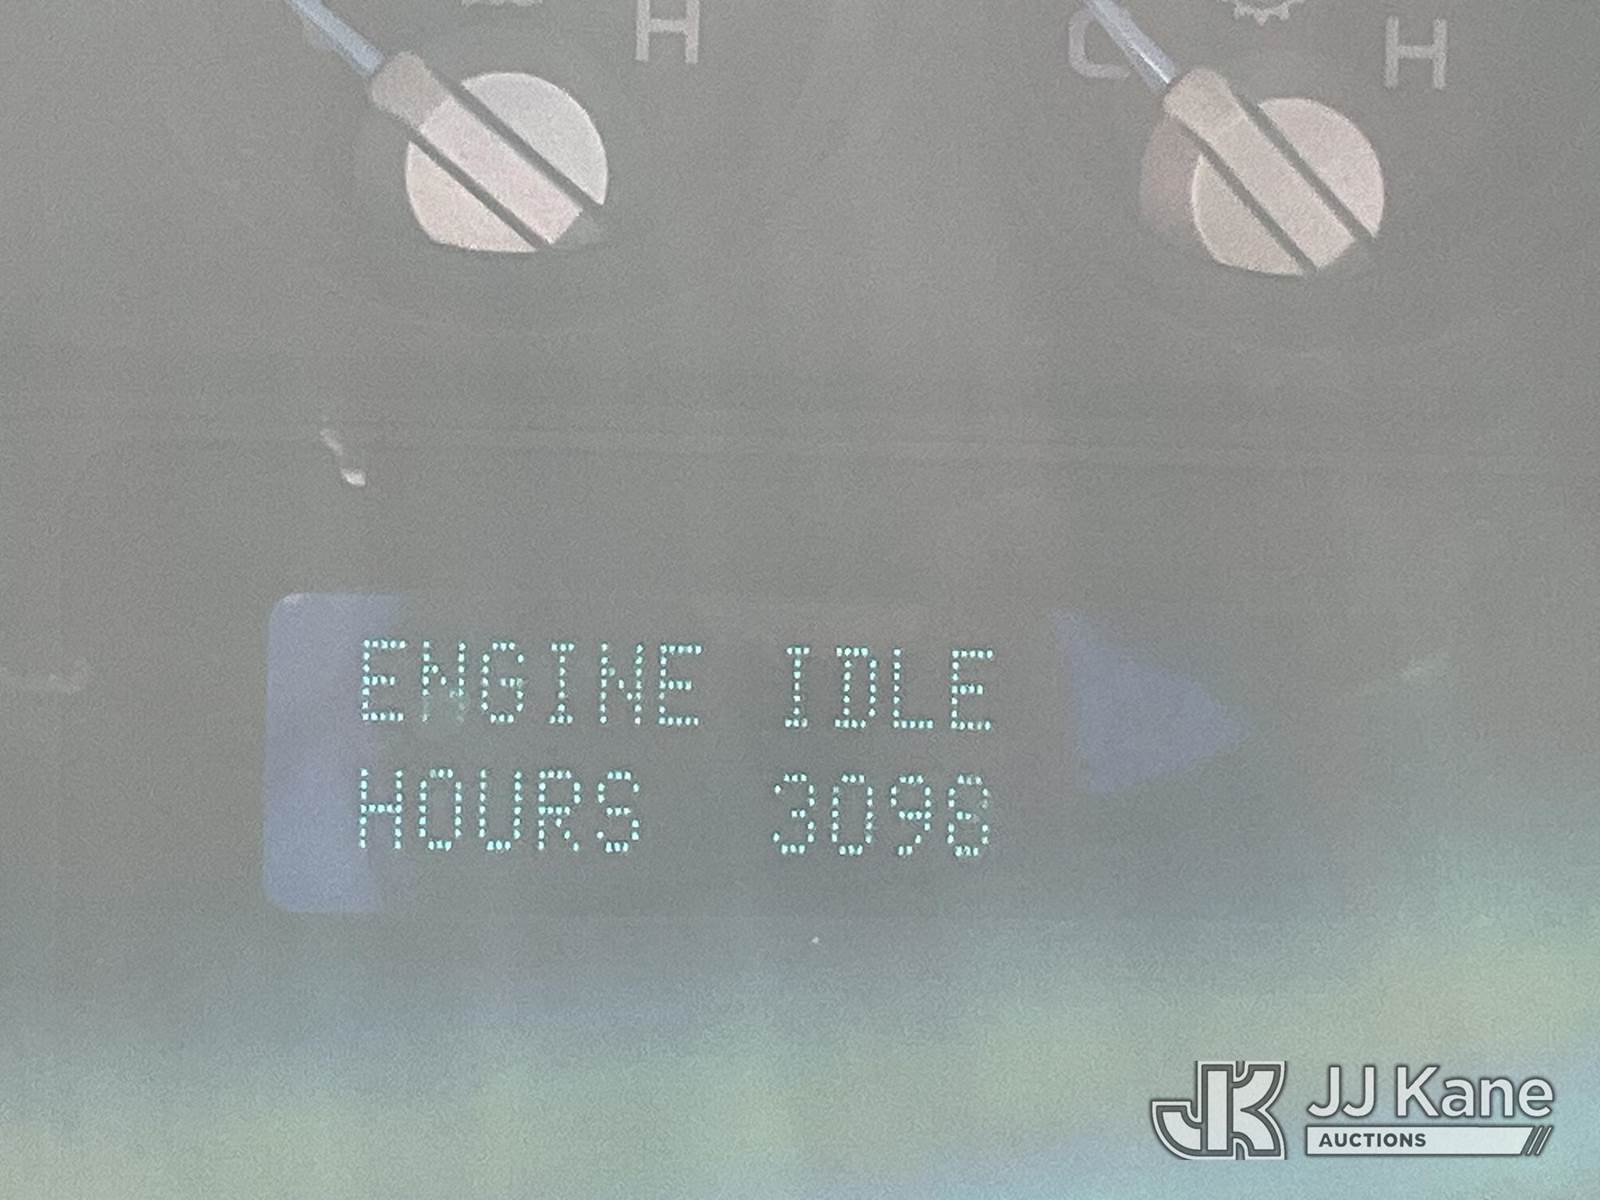 H
C
H
ENGINE IDLE
HOURS 3098
JJ Kane
AUCTIONS